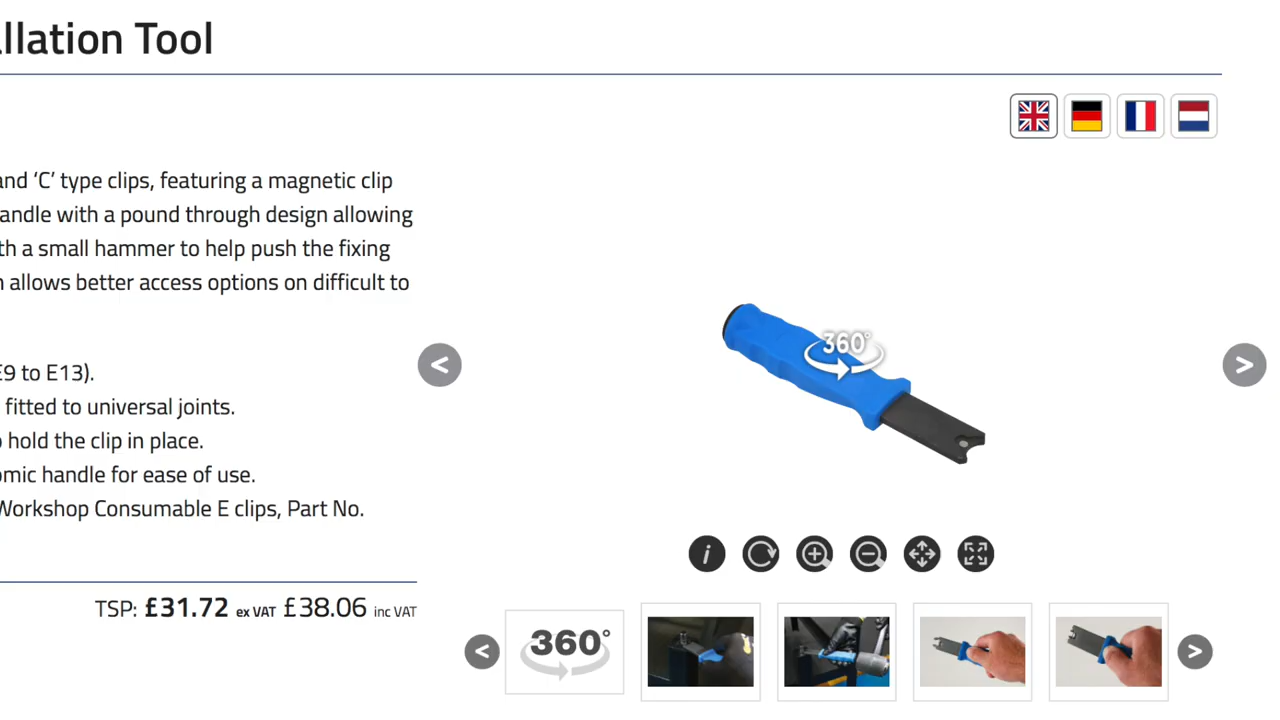 llation Tool
and ‘C’ type clips, featuring a magnetic clip
andle with a pound through design allowing
th a small hammer to help push the fixing
n allows better access options on difficult to
E9 to E13).
fitted to universal joints.
o hold the clip in place.
omic handle for ease of use.
Workshop Consumable E clips, Part No.
TSP: £31.72 ex VAT £38.06 inc VAT
360°
360°